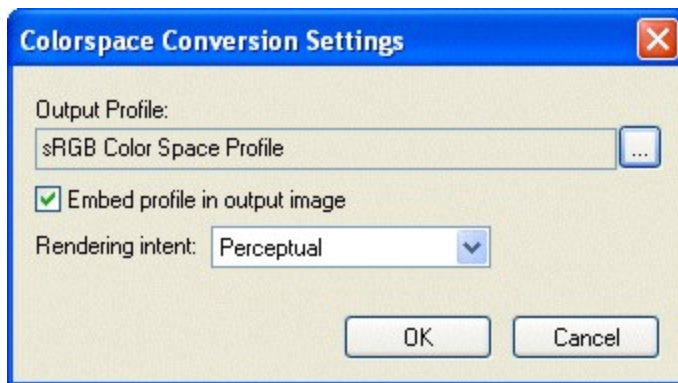 Colorspace Conversion Settings
Output Profile:
sRGB Color Space Profile
...
Embed profile in output image
Rendering intent: Perceptual
OK Cancel